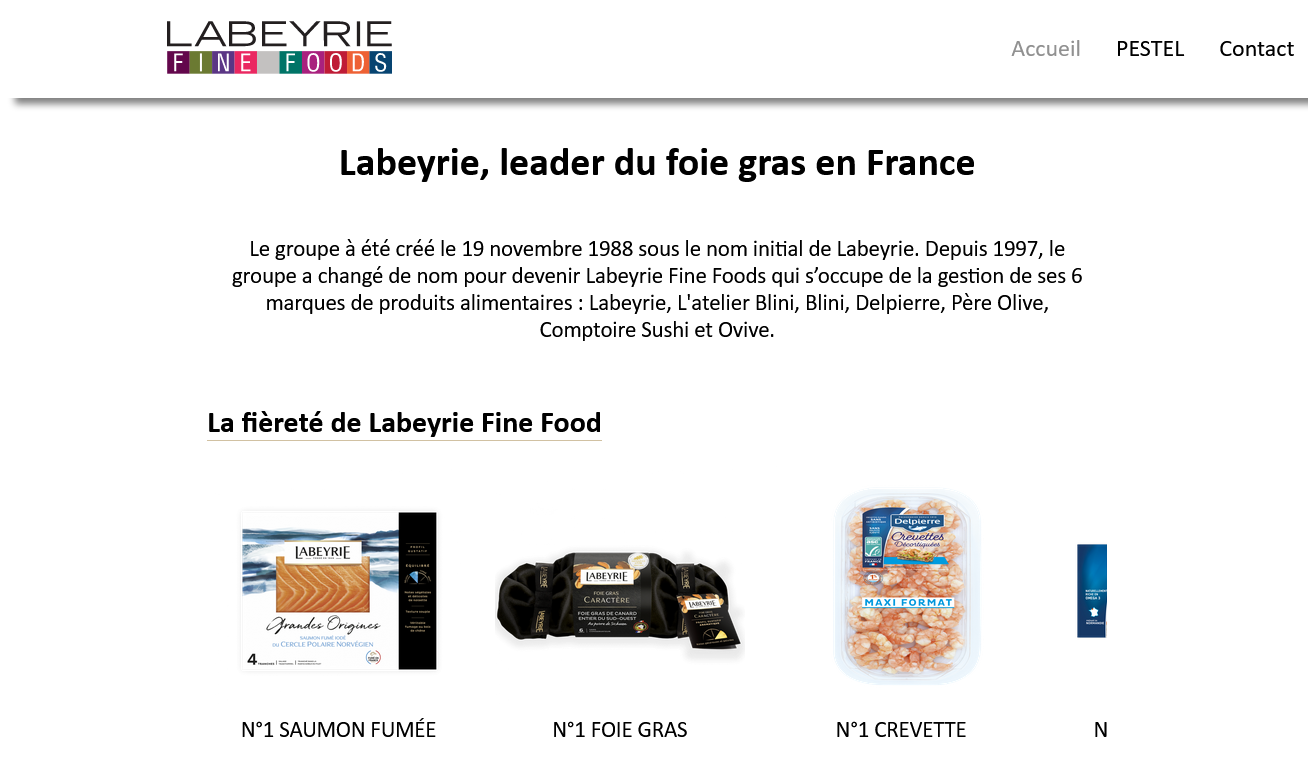 LABEYRIE
FINE FOODS
Accueil
PESTEL
Contact
Labeyrie, leader du foie gras en France
Le groupe à été créé le 19 novembre 1988 sous le nom initial de Labeyrie. Depuis 1997, le
groupe a changé de nom pour devenir Labeyrie Fine Foods qui s’occupe de la gestion de ses 6
marques de produits alimentaires : Labeyrie, L'atelier Blini, Blini, Delpierre, Père Olive,
Comptoire Sushi et Ovive.
La fièreté de Labeyrie Fine Food
LABEYRIE
ÉQUILIBRÉ
Grandes Origines
SAUMON FUMÉ
DU CERCLE POLAIRE NORVÉGIEN
4
LABEYRIE
FOIE GRAS
CARACTÈRE
FOIE GRAS DE CANARD
ENTIER DU SUD-OUEST
LABEYRIE
Delpierre
Crevettes
Décortiquées
MAXI FORMAT
N°1 SAUMON FUMÉE
N°1 FOIE GRAS
N°1 CREVETTE
N